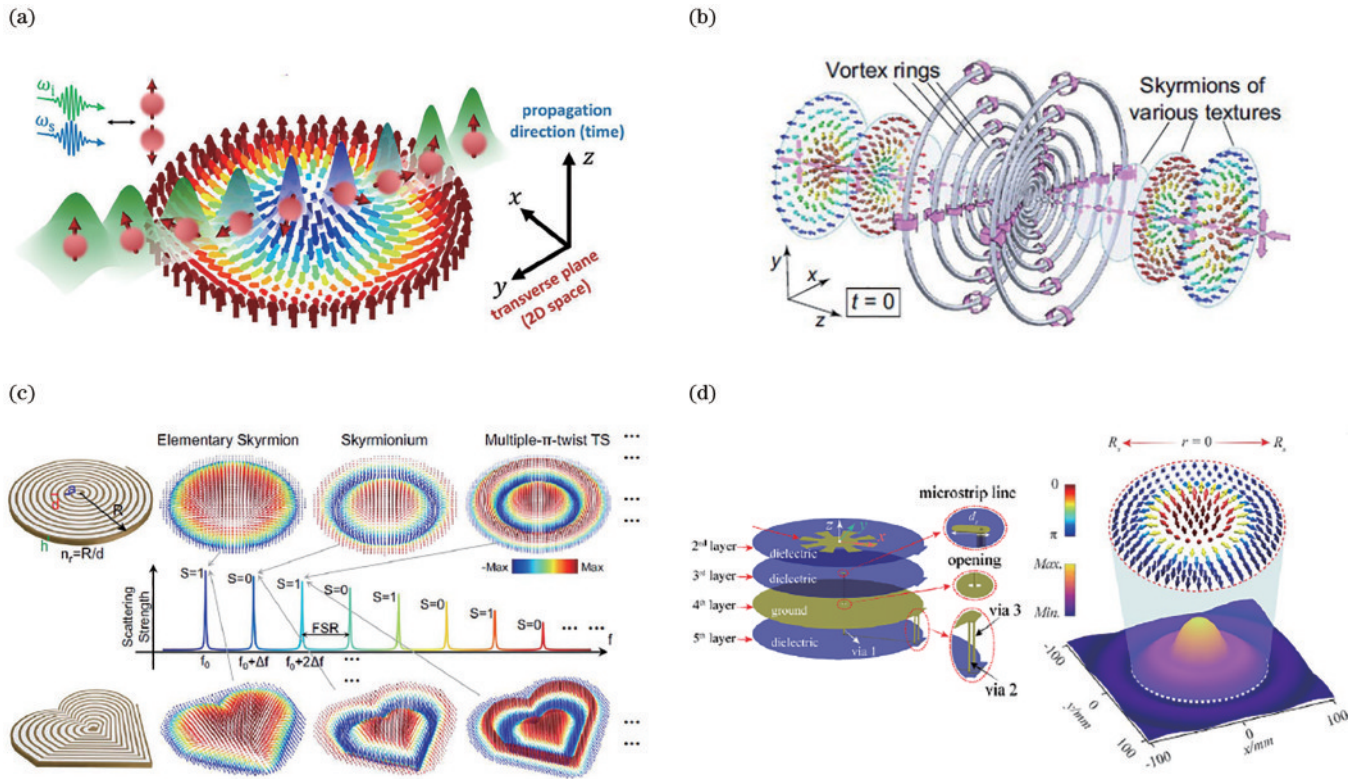 (a)
ωi
ωs
propagation
direction (time)
z
x
y
transverse plane
(2D space)
(b)
Vortex rings
Skyrmions of
various textures
y
x
z
t = 0
(c)
Elementary Skyrmion
Skyrmionium
Multiple-π-twist TS
...
...
a
d
R
h
nr=R/d
...
...
-Max
Max
Scattering
Strength
S=1
S=0
S=1
S=0
S=1
S=0
S=1
S=0
FSR
... ...
f
f0
f0+Δf
f0+2Δf
...
...
...
...
(d)
2nd layer
3rd layer
4th layer
5th layer
dielectric
dielectric
ground
dielectric
z
y
x
via 1
microstrip line
d
opening
via 3
via 2
r = 0
0
π
Max.
Min.
-100
0
100
y/mm
100
0
-100
x/mm